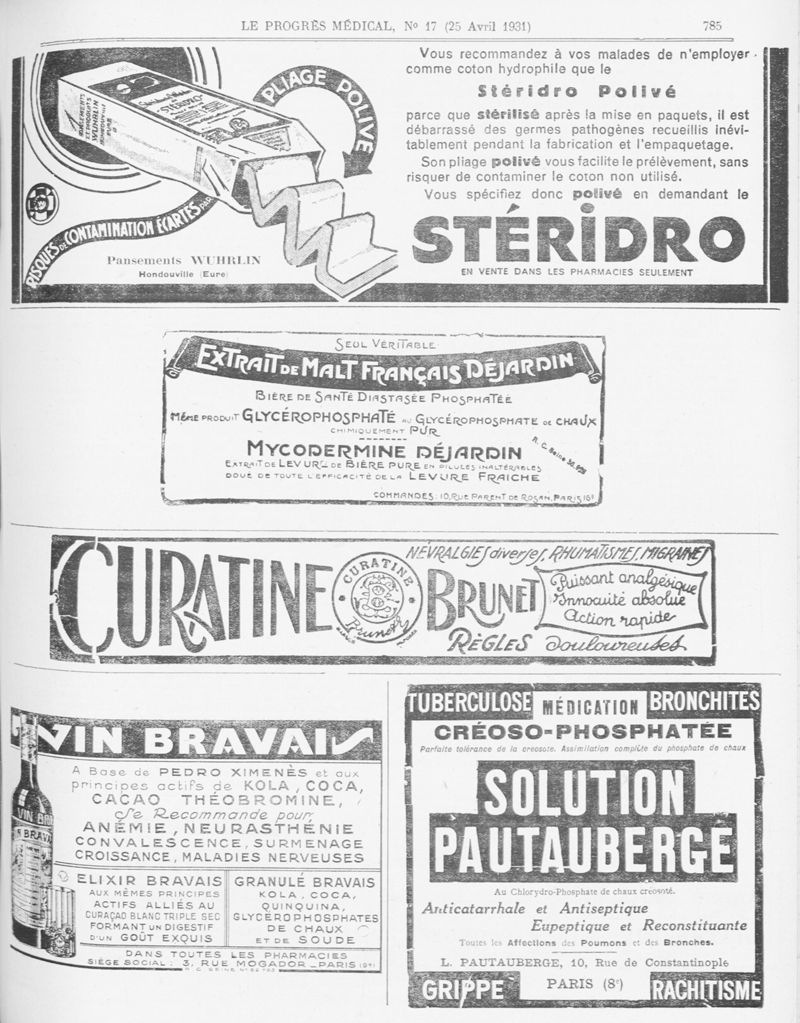 LE PROGRÈS MÉDICAL, No 17 (25 Avril 1931)
785
PANSEMENTS
WUHRLIN
STÉRIDRO
PLIAGE POLIVÉ
RISQUES DE CONTAMINATION ÉCARTÉS PAR
Pansements WUHRLIN
Hondouville (Eure)
Vous recommandez à vos malades de n'employer
comme coton hydrophile que le
Stéridro Polivé
parce que stérilisé après la mise en paquets, il est
débarrassé des germes pathogènes recueillis inévi-
tablement pendant la fabrication et l'empaquetage.
Son pliage polivé vous facilite le prélèvement, sans
risquer de contaminer le coton non utilisé.
Vous spécifiez donc polivé en demandant le
STÉRIDRO
EN VENTE DANS LES PHARMACIES SEULEMENT
SEUL VÉRITABLE
EXTRAIT DE MALT FRANÇAIS DÉJARDIN
BIÈRE DE SANTÉ DIASTASÉE PHOSPHATÉE
MÊME PRODUIT GLYCÉROPHOSPHATÉ AU GLYCÉROPHOSPHATE DE CHAUX
CHIMIQUEMENT PUR
MYCODERMINE DÉJARDIN
R. C. Seine 30.998
EXTRAIT DE LEVURE DE BIÈRE PURE EN PILULES INALTÉRABLES
DOUÉ DE TOUTE L'EFFICACITÉ DE LA LEVURE FRAICHE
COMMANDES: 10, RUE PARENT DE ROSAN, PARIS 16e
NÉVRALGIES diverses, RHUMATISMES, MIGRAINES
CURATINE
CURATINE
Brunet
BRUNET
Puissant analgésique
Innocuité absolue
Action rapide
RÈGLES douloureuses
VIN BRAVAIS
VIN BRA
N BRAVA
A Base de PEDRO XIMENÈS et aux
principes actifs de KOLA, COCA,
CACAO THÉOBROMINE,
Se Recommande pour
ANÉMIE, NEURASTHÉNIE
CONVALESCENCE, SURMENAGE
CROISSANCE, MALADIES NERVEUSES
ELIXIR BRAVAIS
AUX MÊMES PRINCIPES
ACTIFS ALLIÉS AU
CURAÇAO BLANC TRIPLE SEC
FORMANT UN DIGESTIF
D'UN GOÛT EXQUIS
GRANULÉ BRAVAIS
KOLA, COCA,
QUINQUINA,
GLYCÉROPHOSPHATES
DE CHAUX
ET DE SOUDE
DANS TOUTES LES PHARMACIES
SIÈGE SOCIAL: 3, RUE MOGADOR _ PARIS (9e)
TUBERCULOSE MÉDICATION BRONCHITES
CRÉOSO-PHOSPHATÉE
Parfaite tolérance de la créosote. Assimilation complète du phosphate de chaux
SOLUTION
PAUTAUBERGE
Au Chlorydro-Phosphate de chaux créosoté.
Anticatarrhale et Antiseptique
Eupeptique et Reconstituante
Toutes les Affections des Poumons et des Bronches.
L. PAUTAUBERGE, 10, Rue de Constantinople
GRIPPE PARIS (8e) RACHITISME